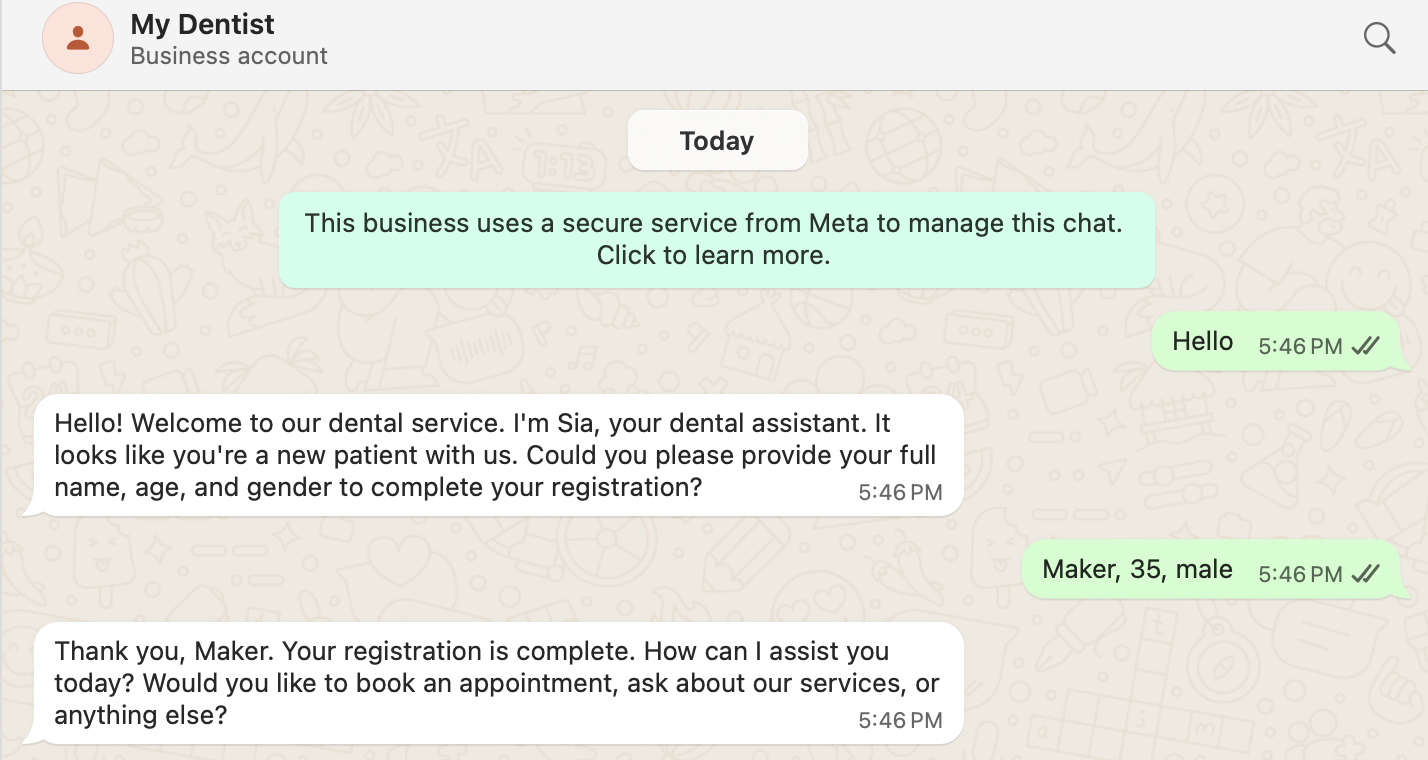 My Dentist
Business account
Today
This business uses a secure service from Meta to manage this chat.
Click to learn more.
Hello 5:46 PM
Hello! Welcome to our dental service. I'm Sia, your dental assistant. It
looks like you're a new patient with us. Could you please provide your full
name, age, and gender to complete your registration? 5:46 PM
Maker, 35, male 5:46 PM
Thank you, Maker. Your registration is complete. How can I assist you
today? Would you like to book an appointment, ask about our services, or
anything else? 5:46 PM